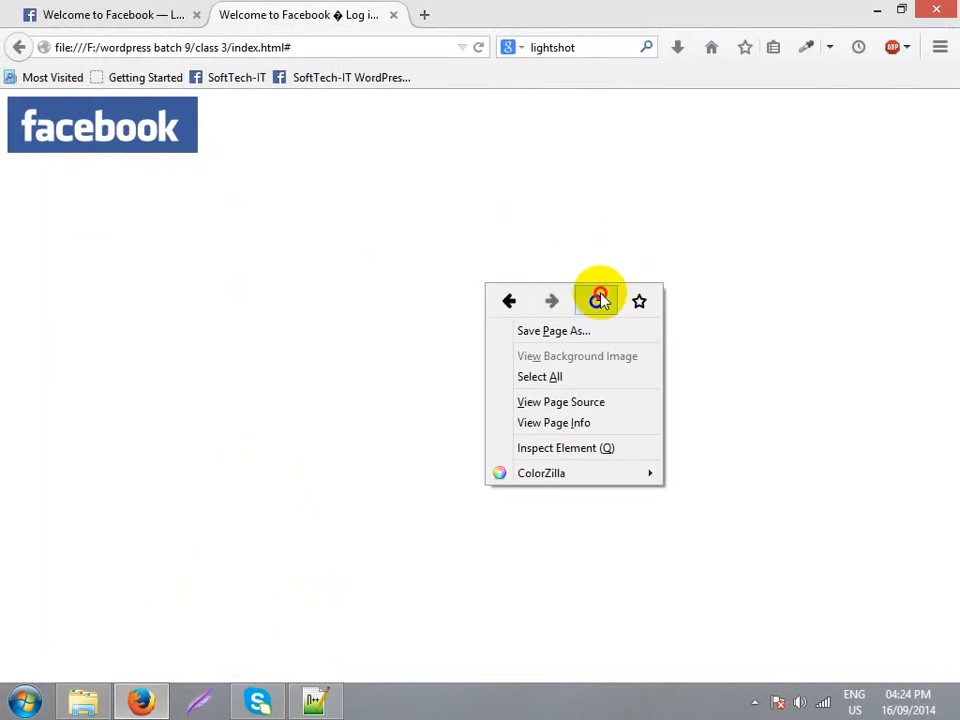 Welcome to Facebook — L...
Welcome to Facebook � Log i...
file:///F:/wordpress batch 9/class 3/index.html#
lightshot
ABP
Most Visited
Getting Started
SoftTech-IT
SoftTech-IT WordPres...
facebook
Save Page As...
View Background Image
Select All
View Page Source
View Page Info
Inspect Element (Q)
ColorZilla
ENG
US
04:24 PM
16/09/2014